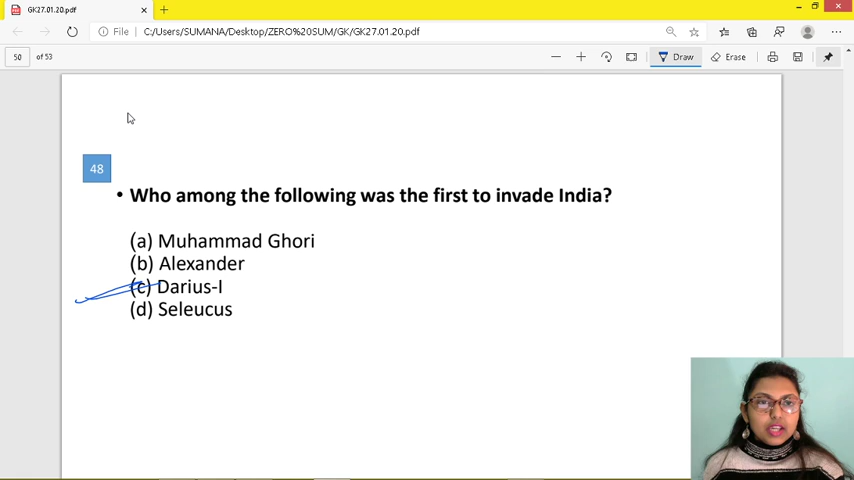 GK27.01.20.pdf
File C:/Users/SUMANA/Desktop/ZERO%20SUM/GK/GK27.01.20.pdf
50 of 53 Draw Erase
48
• Who among the following was the first to invade India?
(a) Muhammad Ghori
(b) Alexander
(c) Darius-I
(d) Seleucus